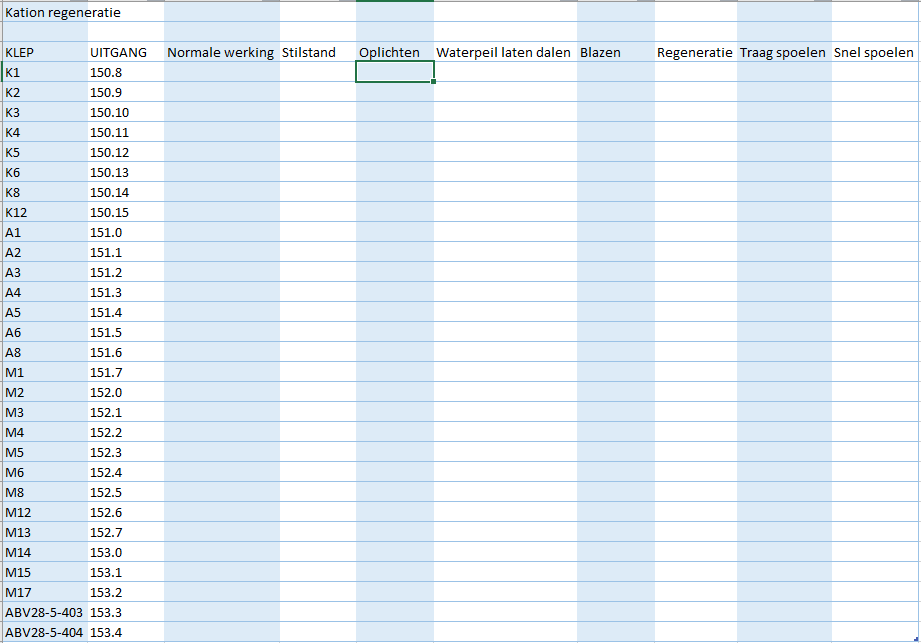 Kation regeneratie
KLEP UITGANG Normale werking Stilstand Oplichten Waterpeil laten dalen Blazen Regeneratie Traag spoelen Snel spoelen
K1 150.8
K2 150.9
K3 150.10
K4 150.11
K5 150.12
K6 150.13
K8 150.14
K12 150.15
A1 151.0
A2 151.1
A3 151.2
A4 151.3
A5 151.4
A6 151.5
A8 151.6
M1 151.7
M2 152.0
M3 152.1
M4 152.2
M5 152.3
M6 152.4
M8 152.5
M12 152.6
M13 152.7
M14 153.0
M15 153.1
M17 153.2
ABV28-5-403 153.3
ABV28-5-404 153.4